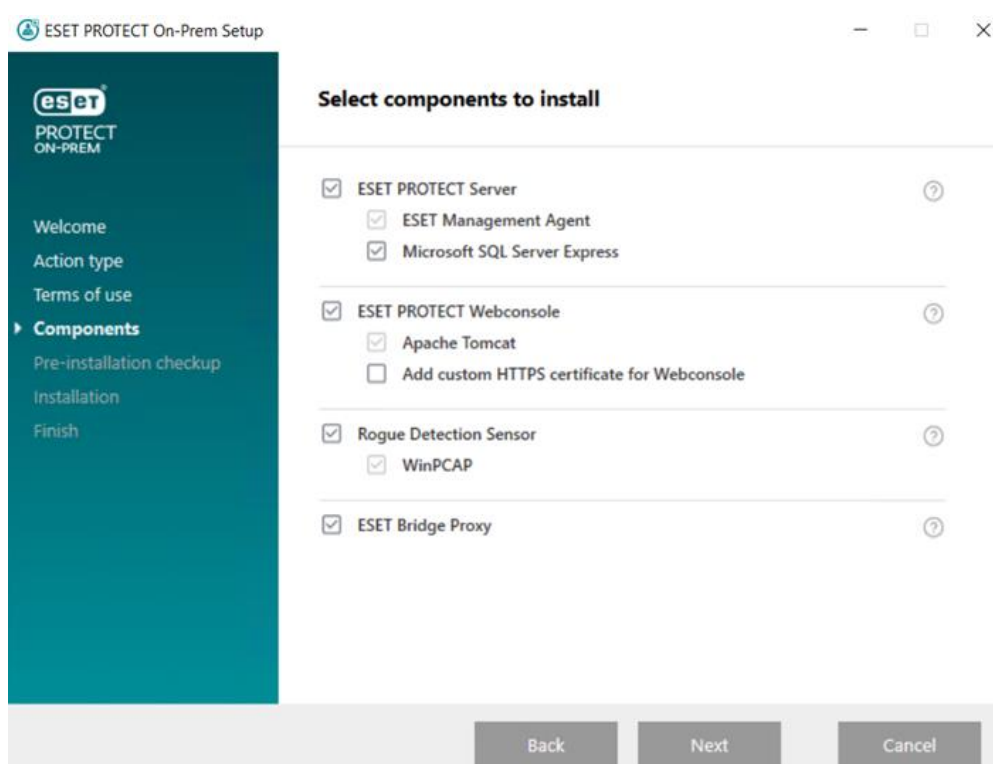 ESET PROTECT On-Prem Setup
eset
PROTECT
ON-PREM
Welcome
Action type
Terms of use
Components
Pre-installation checkup
Installation
Finish
Select components to install
ESET PROTECT Server
ESET Management Agent
Microsoft SQL Server Express
ESET PROTECT Webconsole
Apache Tomcat
Add custom HTTPS certificate for Webconsole
Rogue Detection Sensor
WinPCAP
ESET Bridge Proxy
Back
Next
Cancel